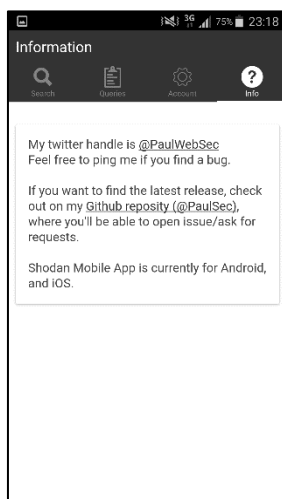 3G 75% 23:18
Information
Search Queries Account Info
My twitter handle is @PaulWebSec
Feel free to ping me if you find a bug.
If you want to find the latest release, check
out on my Github reposity (@PaulSec),
where you'll be able to open issue/ask for
requests.
Shodan Mobile App is currently for Android,
and iOS.